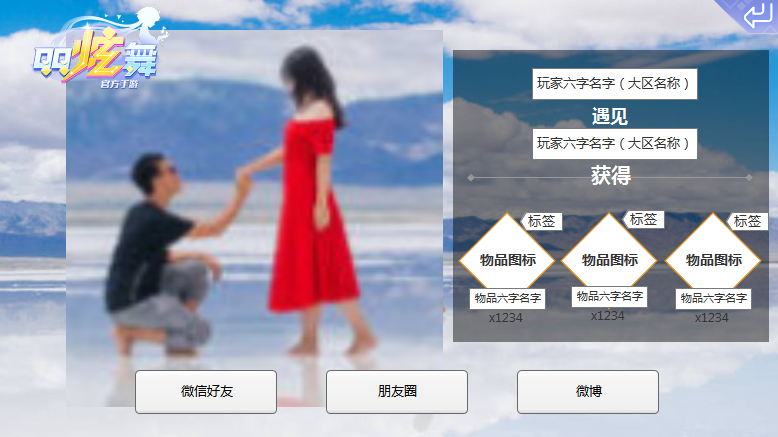 QQ炫舞
官方手游
玩家六字名字（大区名称）
遇见
玩家六字名字（大区名称）
获得
标签 标签 标签
物品图标 物品图标 物品图标
物品六字名字 物品六字名字 物品六字名字
x1234 x1234 x1234
微信好友 朋友圈 微博